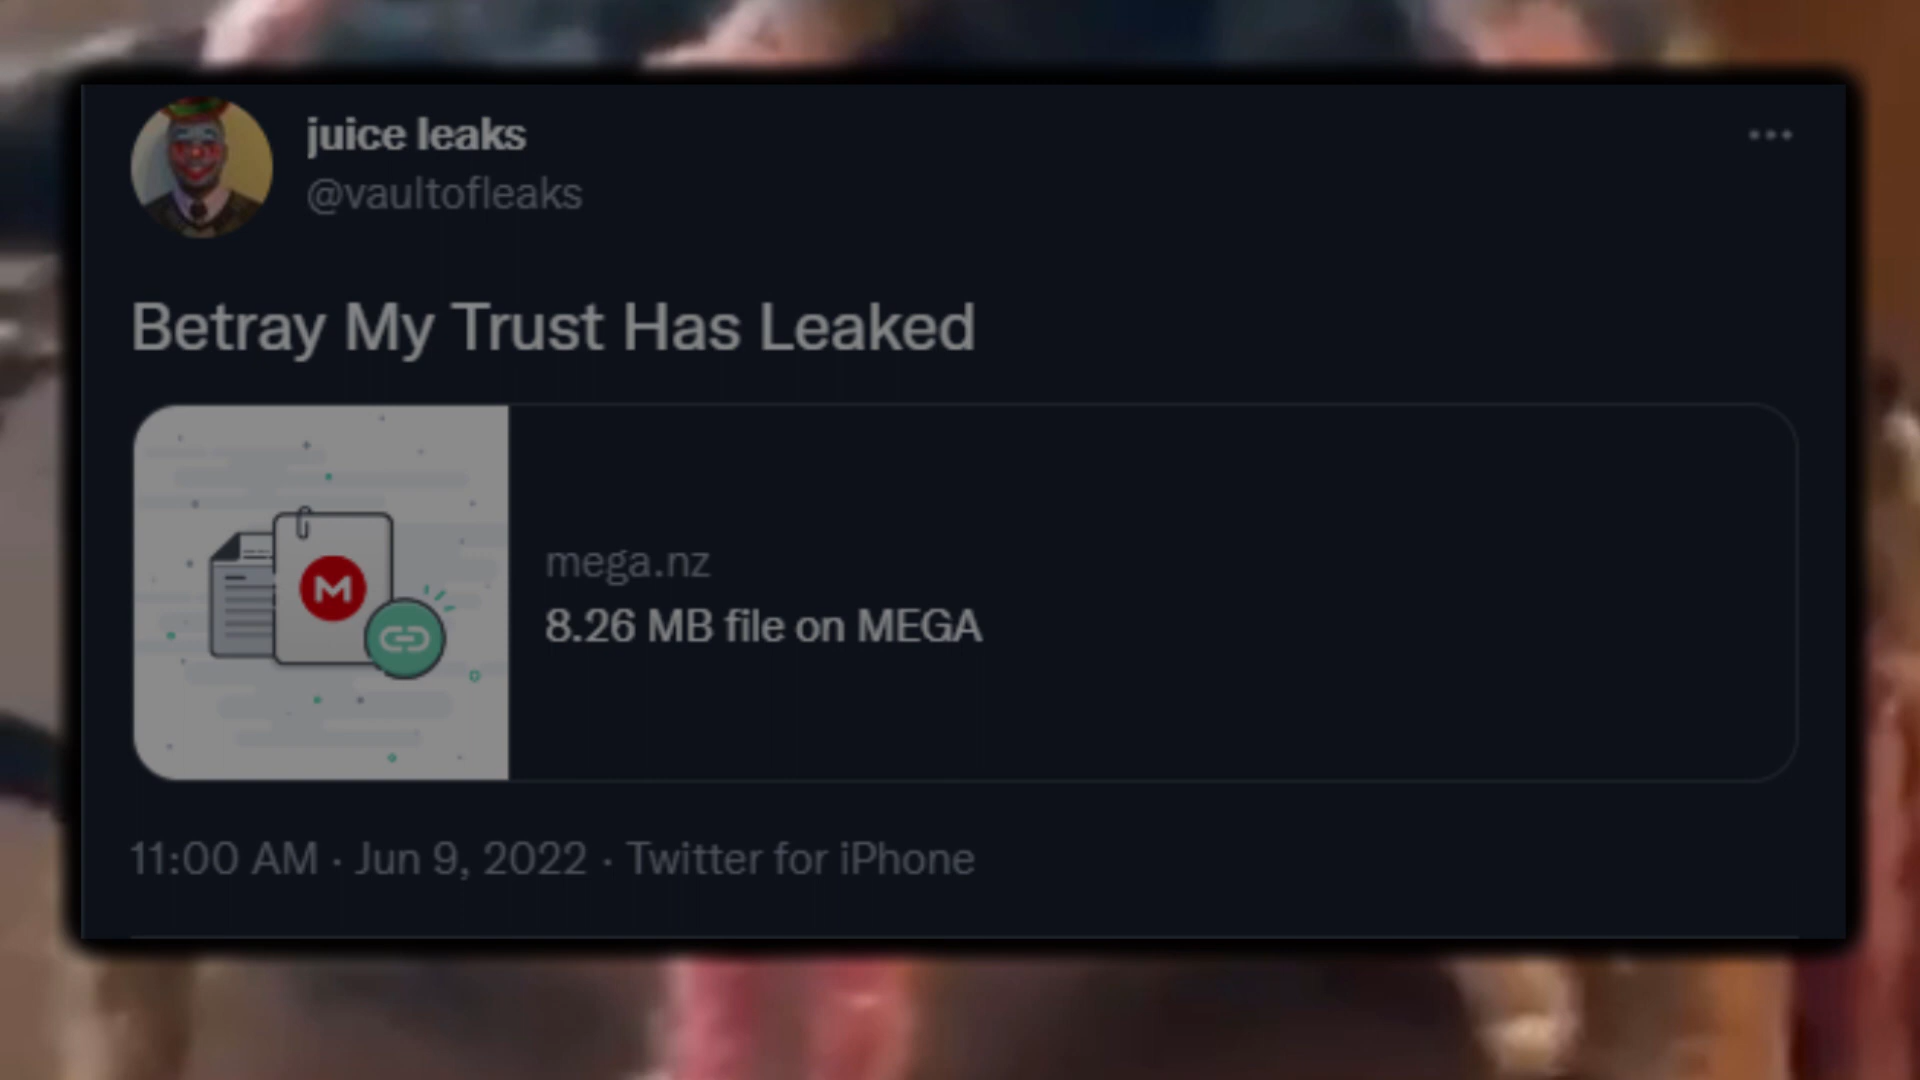 juice leaks
@vaultofleaks
Betray My Trust Has Leaked
M
mega.nz
8.26 MB file on MEGA
11:00 AM · Jun 9, 2022 · Twitter for iPhone